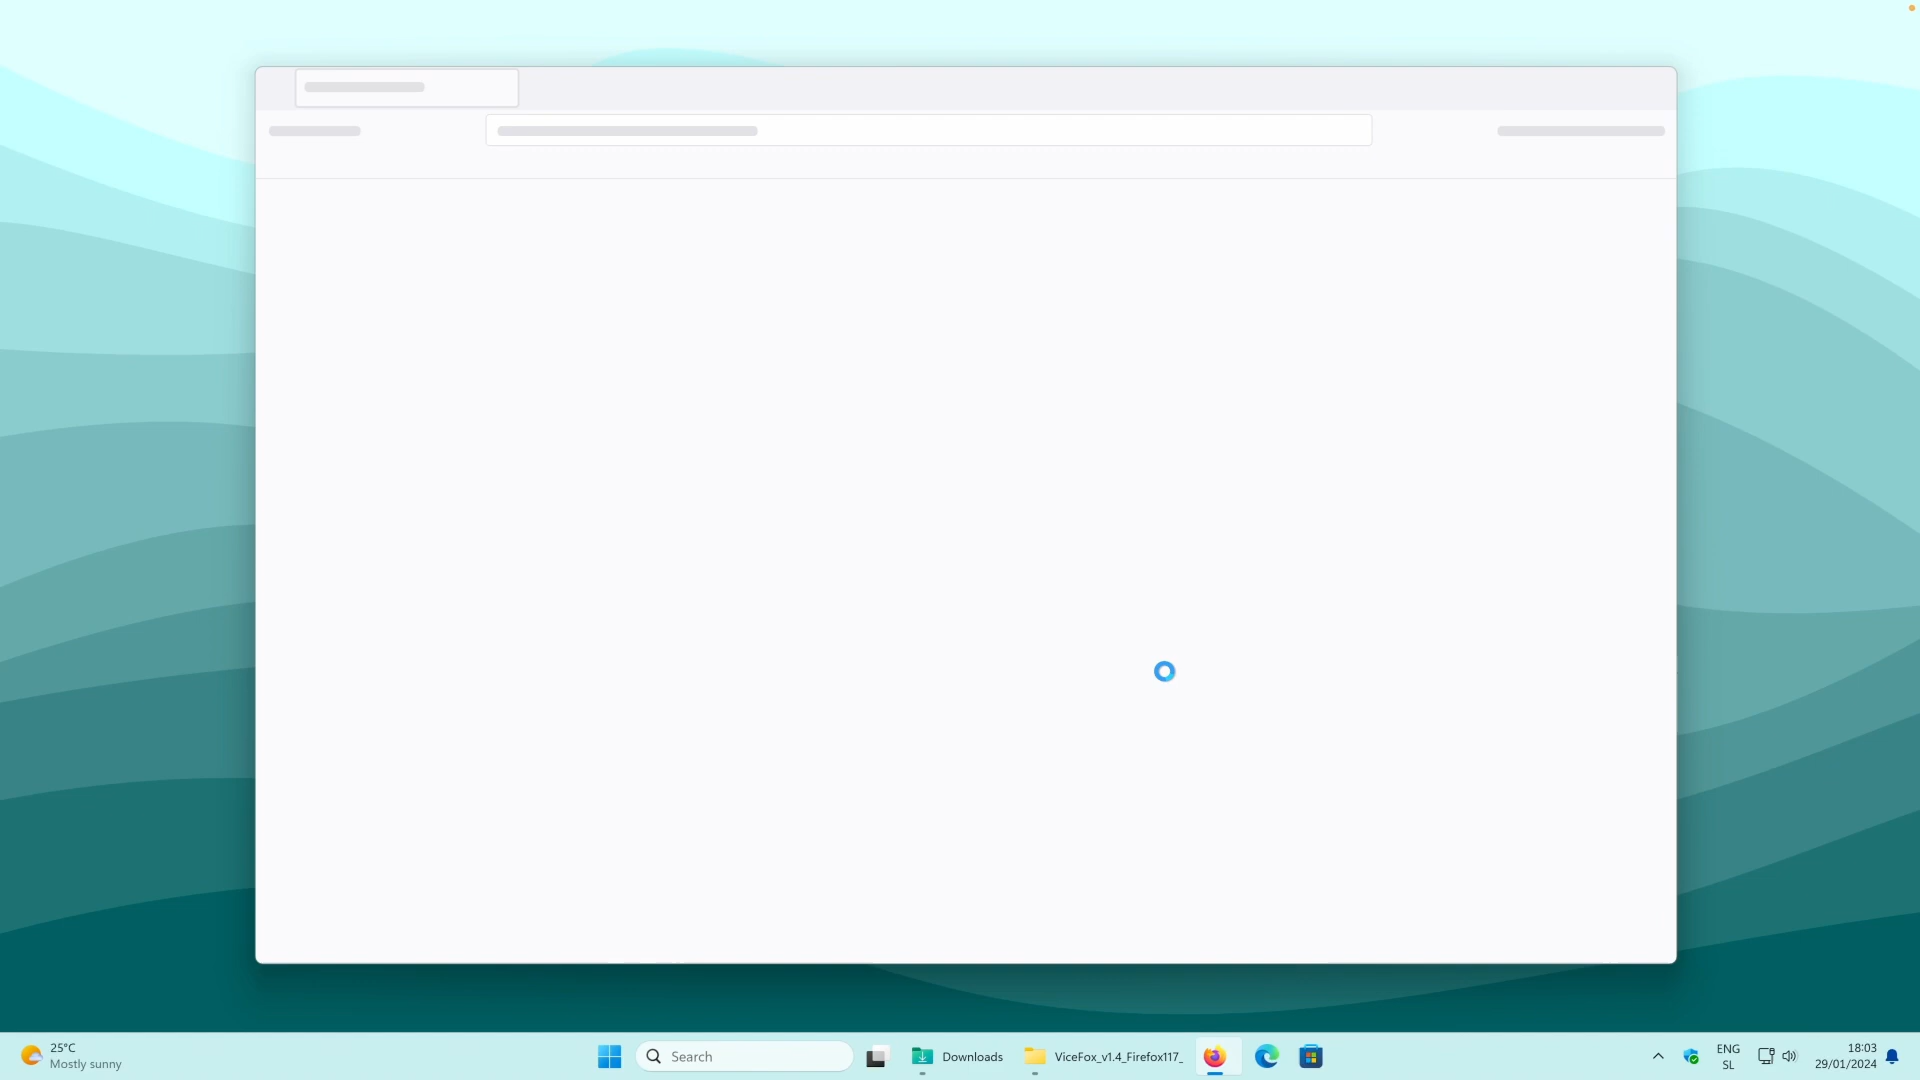 25°C
Mostly sunny
Search
Downloads
ViceFox_v1.4_Firefox117_
ENG
SL
18:03
29/01/2024